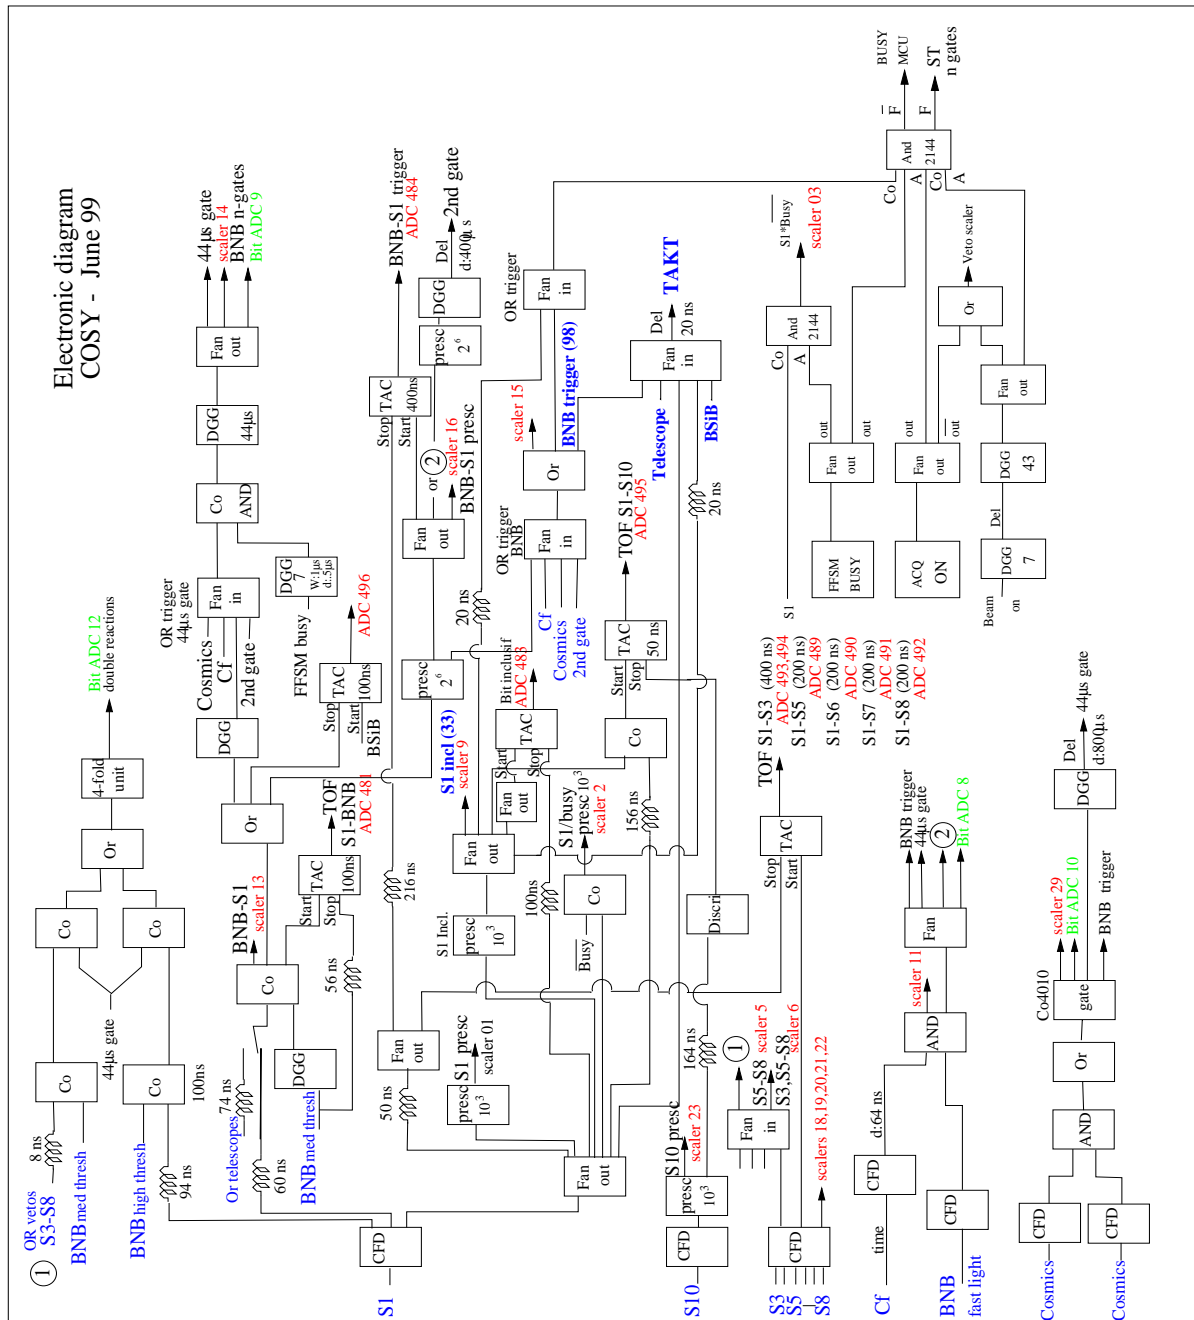 Electronic diagram
COSY - June 99
① OR vetos
S3-S8
8 ns
BNB med thresh
Co
44μs gate
Co
Co
Or
4-fold
unit
Bit ADC 12
double reactions
BNB high thresh
94 ns
Co
100ns
Or telescopes
74 ns
60 ns
BNB med thresh
DGG
56 ns
Co
BNB-S1
scaler 13
Start
Stop
TAC
100ns
TOF
S1-BNB
ADC 481
Or
DGG
Cosmics
Cf
2nd gate
OR trigger
44μs gate
Fan
in
Co
AND
DGG
44μs
Fan
out
44μs gate
scaler 14
BNB n-gates
Bit ADC 9
FFSM busy
DGG
7
W:1μs
d:.5μs
Stop
Start
BSiB
TAC
100ns
ADC 496
S1
CFD
Fan
out
50 ns
Fan
out
216 ns
Stop
Start
TAC
400ns
BNB-S1 trigger
ADC 484
presc
2⁶
Fan
out
or ②
scaler 16
BNB-S1 presc
presc
2⁶
DGG
Del
d:400μ s
2nd gate
presc
10³
S1 presc
scaler 01
S1 Incl.
presc
10³
Fan
out
S1 incl (33)
scaler 9
20 ns
Fan
out
100ns
Start
Stop
TAC
Bit inclusif
ADC 483
Busy
Co
S1/busy
presc 10³
scaler 2
OR trigger
BNB
Cf
Cosmics
2nd gate
Fan
in
Or
scaler 15
BNB trigger (98)
OR trigger
Fan
in
156 ns
Co
Start
Stop
TAC
50 ns
TOF S1-S10
ADC 495
20 ns
Telescope
BSiB
Fan
in
Del
20 ns
TAKT
S10
CFD
presc
10³
S10 presc
scaler 23
164 ns
Discri
S3
S5
S8
CFD
scalers 18,19,20,21,22
Fan
in
①
S5-S8 scaler 5
S3,S5-S8
scaler 6
Stop
Start
TAC
TOF S1-S3 (400 ns)
ADC 493,494
S1-S5 (200 ns)
ADC 489
S1-S6 (200 ns)
ADC 490
S1-S7 (200 ns)
ADC 491
S1-S8 (200 ns)
ADC 492
S1
Co
A
And
2144
S1*Busy
scaler 03
FFSM
BUSY
Fan
out
out
ACQ
ON
Fan
out
out
out
Beam
on
DGG
7
Del
DGG
43
Fan
out
Or
Veto scaler
Co
A
Co
A
And
2144
F
F
BUSY
MCU
ST
n gates
Cf
time
CFD
d:64 ns
BNB
fast light
CFD
AND
scaler 11
Fan
BNB trigger
44μs gate
②
Bit ADC 8
Cosmics
CFD
Cosmics
CFD
AND
Or
Co4010
gate
scaler 29
Bit ADC 10
BNB trigger
DGG
Del
d:800μ s
44μs gate